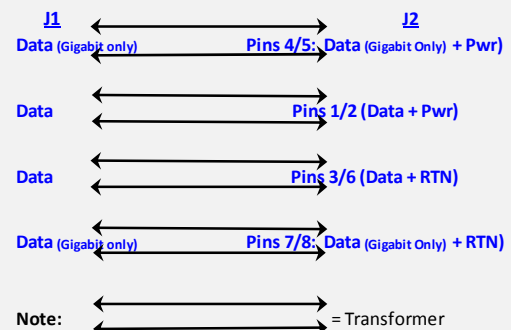 J1 J2
Data (Gigabit only) Pins 4/5: Data (Gigabit Only) + Pwr)
Data Pins 1/2 (Data + Pwr)
Data Pins 3/6 (Data + RTN)
Data (Gigabit only) Pins 7/8: Data (Gigabit Only) + RTN)
Note: = Transformer